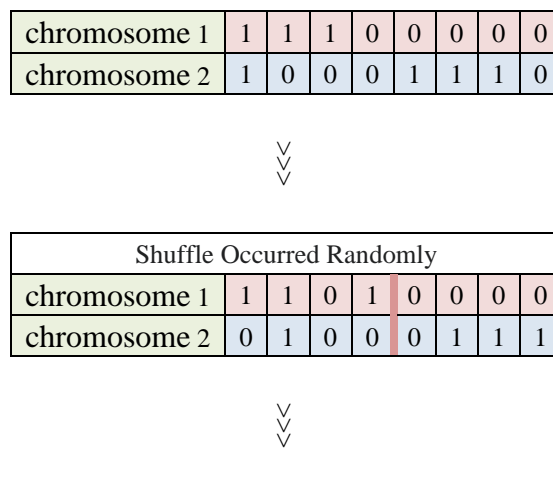 chromosome 1 1 1 1 0 0 0 0 0
chromosome 2 1 0 0 0 1 1 1 0
>>>
Shuffle Occurred Randomly
chromosome 1 1 1 0 1 0 0 0 0
chromosome 2 0 1 0 0 0 1 1 1
>>>